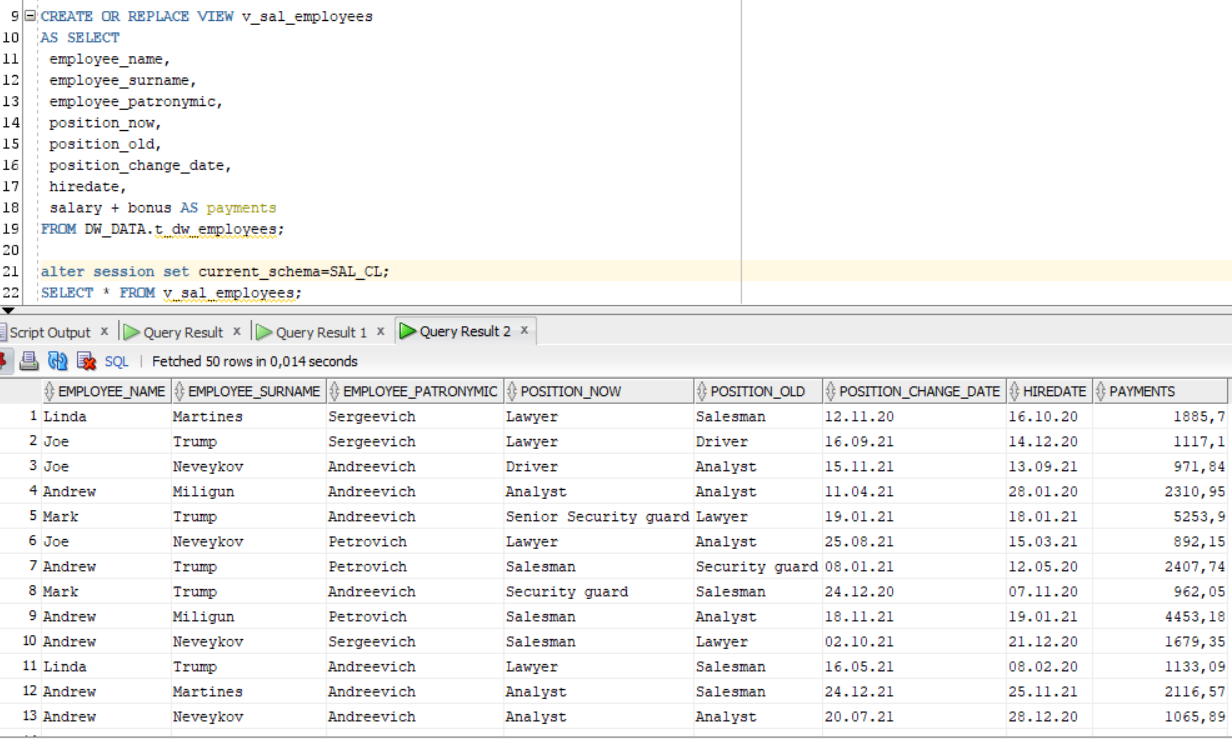 9 CREATE OR REPLACE VIEW v_sal_employees
10 AS SELECT
11 employee_name,
12 employee_surname,
13 employee_patronymic,
14 position_now,
15 position_old,
16 position_change_date,
17 hiredate,
18 salary + bonus AS payments
19 FROM DW_DATA.t_dw_employees;
20
21 alter session set current_schema=SAL_CL;
22 SELECT * FROM v_sal_employees;
Script Output x Query Result x Query Result 1 x Query Result 2 x
SQL | Fetched 50 rows in 0,014 seconds
EMPLOYEE_NAME EMPLOYEE_SURNAME EMPLOYEE_PATRONYMIC POSITION_NOW POSITION_OLD POSITION_CHANGE_DATE HIREDATE PAYMENTS
1 Linda Martines Sergeevich Lawyer Salesman 12.11.20 16.10.20 1885,7
2 Joe Trump Sergeevich Lawyer Driver 16.09.21 14.12.20 1117,1
3 Joe Neveykov Andreevich Driver Analyst 15.11.21 13.09.21 971,84
4 Andrew Miligun Andreevich Analyst Analyst 11.04.21 28.01.20 2310,95
5 Mark Trump Andreevich Senior Security guard Lawyer 19.01.21 18.01.21 5253,9
6 Joe Neveykov Petrovich Lawyer Analyst 25.08.21 15.03.21 892,15
7 Andrew Trump Petrovich Salesman Security guard 08.01.21 12.05.20 2407,74
8 Mark Trump Andreevich Security guard Salesman 24.12.20 07.11.20 962,05
9 Andrew Miligun Petrovich Salesman Analyst 18.11.21 19.01.21 4453,18
10 Andrew Neveykov Sergeevich Salesman Lawyer 02.10.21 21.12.20 1679,35
11 Linda Trump Andreevich Lawyer Salesman 16.05.21 08.02.20 1133,09
12 Andrew Martines Andreevich Analyst Salesman 24.12.21 25.11.21 2116,57
13 Andrew Neveykov Andreevich Analyst Analyst 20.07.21 28.12.20 1065,89